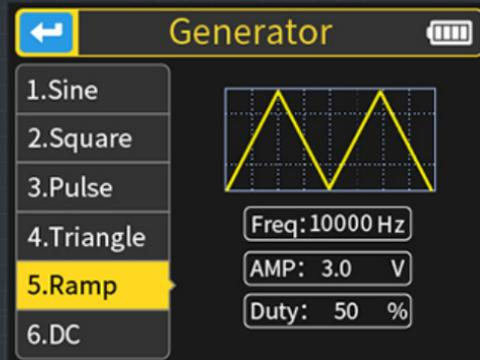 Generator
1.Sine
2.Square
3.Pulse
4.Triangle
5.Ramp
6.DC
Freq:10000 Hz
AMP: 3.0 V
Duty: 50 %